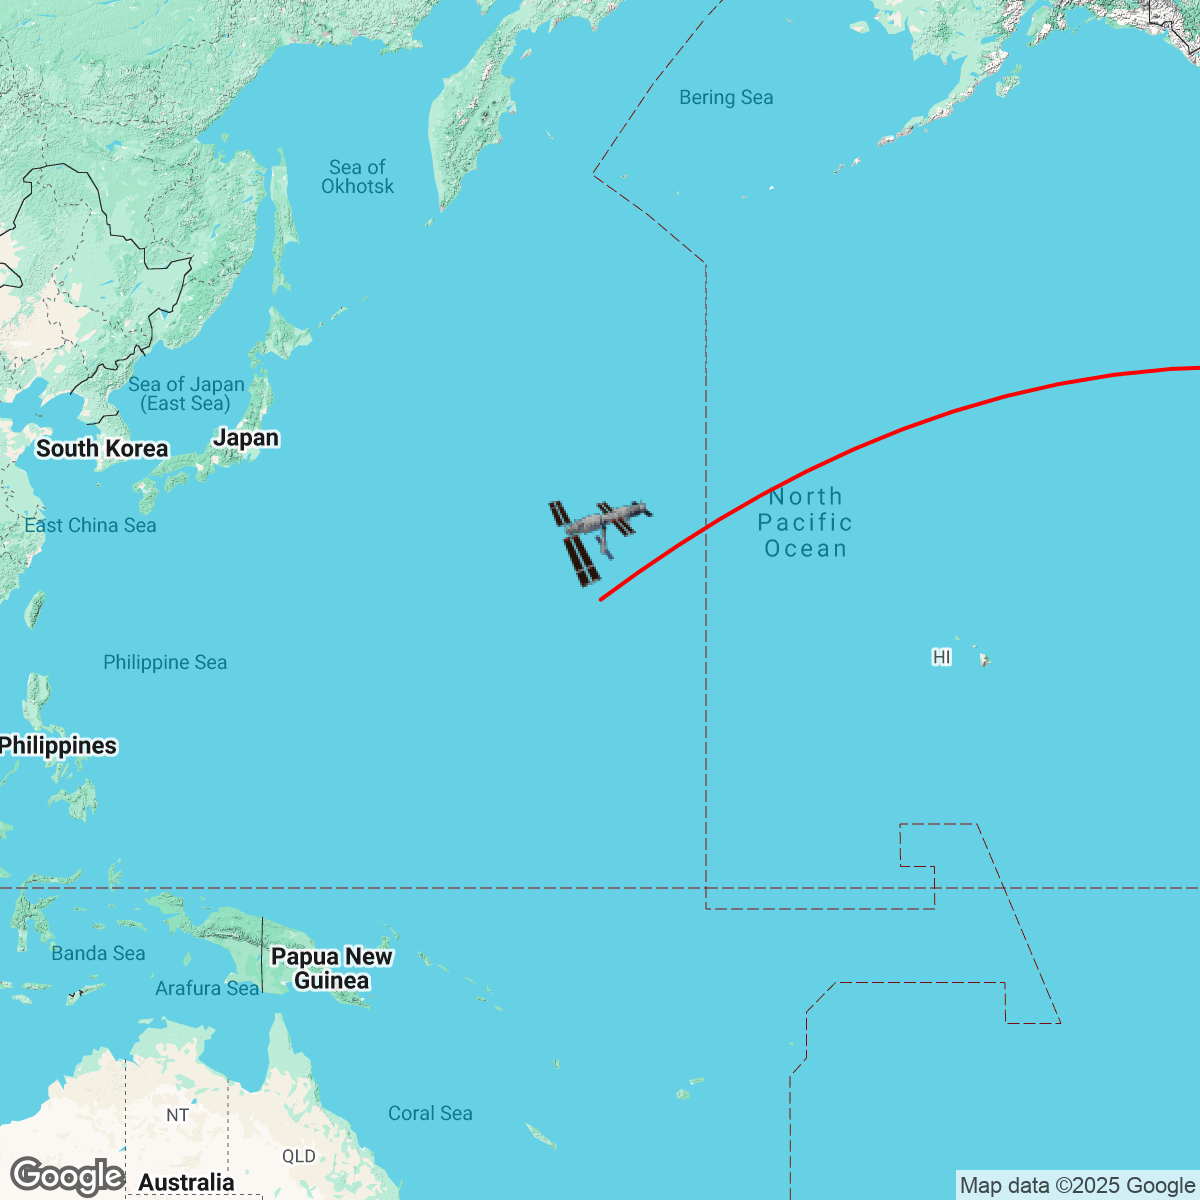 Bering Sea
Sea of
Okhotsk
Sea of Japan
(East Sea)
South Korea
Japan
East China Sea
North
Pacific
Ocean
HI
Philippine Sea
Philippines
Banda Sea
Papua New
Guinea
Arafura Sea
NT
Coral Sea
QLD
Google
Australia
Map data ©2025 Google